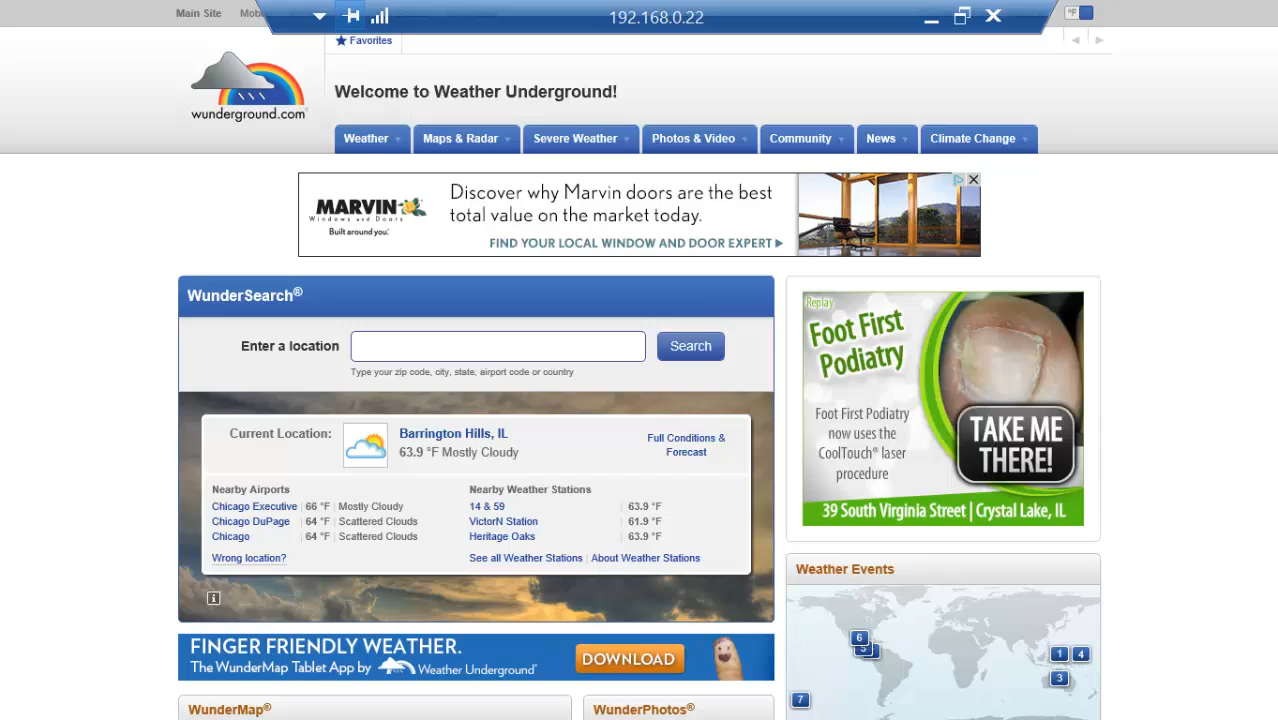 192.168.0.22
Main Site
°F
Favorites
wunderground.com
Welcome to Weather Underground!
Weather
Maps & Radar
Severe Weather
Photos & Video
Community
News
Climate Change
MARVIN
Windows and Doors
Built around you.
Discover why Marvin doors are the best
total value on the market today.
FIND YOUR LOCAL WINDOW AND DOOR EXPERT
WunderSearch®
Enter a location
Search
Type your zip code, city, state, airport code or country
Current Location:
Barrington Hills, IL
63.9 °F Mostly Cloudy
Full Conditions &
Forecast
Nearby Airports
Chicago Executive 66 °F Mostly Cloudy
Chicago DuPage 64 °F Scattered Clouds
Chicago 64 °F Scattered Clouds
Wrong location?
Nearby Weather Stations
14 & 59 63.9 °F
VictorN Station 61.9 °F
Heritage Oaks 63.9 °F
See all Weather Stations | About Weather Stations
i
FINGER FRIENDLY WEATHER.
The WunderMap Tablet App by Weather Underground®
DOWNLOAD
WunderMap®
WunderPhotos®
Replay
Foot First
Podiatry
Foot First Podiatry
now uses the
CoolTouch® laser
procedure
TAKE ME
THERE!
39 South Virginia Street | Crystal Lake, IL
Weather Events
6
5
1
4
3
7